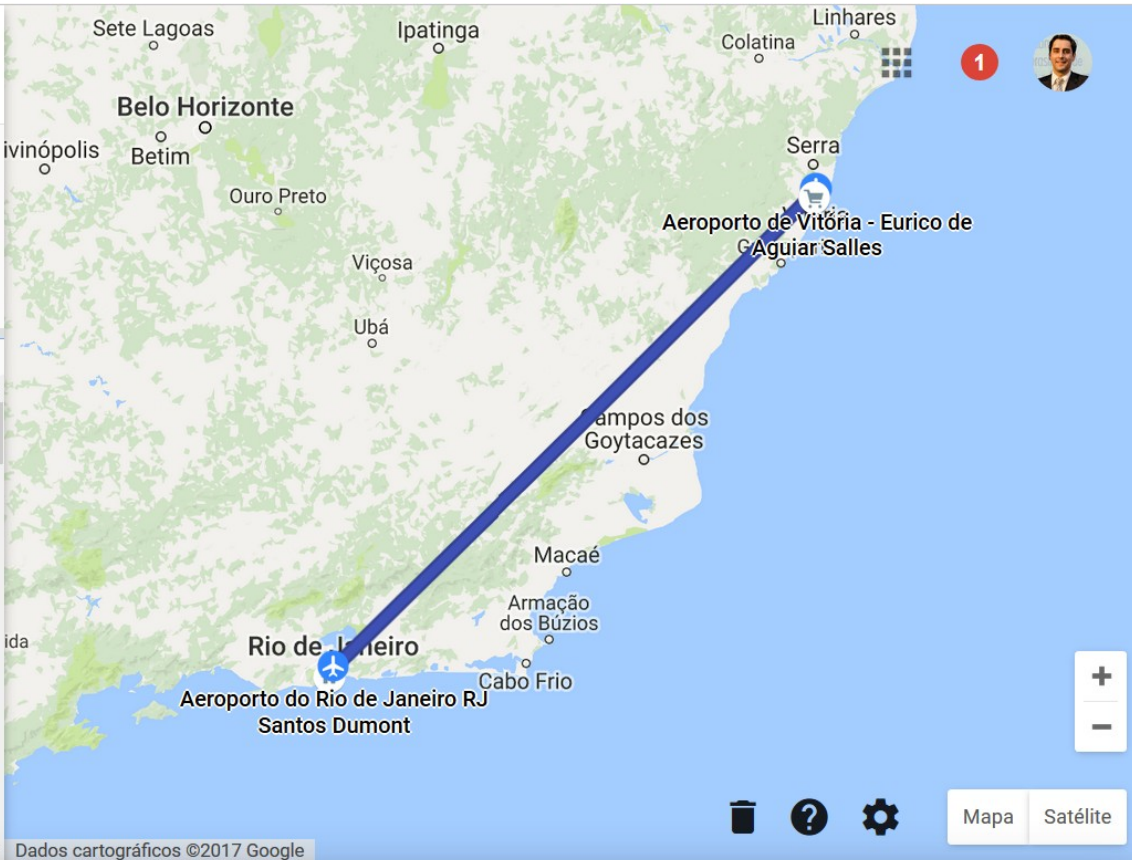 Linhares
Sete Lagoas
Ipatinga
Colatina
1
Belo Horizonte
ivinópolis
Betim
Serra
Ouro Preto
Aeroporto de Vitória - Eurico de
Aguiar Salles
Viçosa
Ubá
ampos dos
Goytacazes
Macaé
Armação
dos Búzios
ida
Rio de Janeiro
Cabo Frio
Aeroporto do Rio de Janeiro RJ
Santos Dumont
+
−
?
Mapa
Satélite
Dados cartográficos ©2017 Google